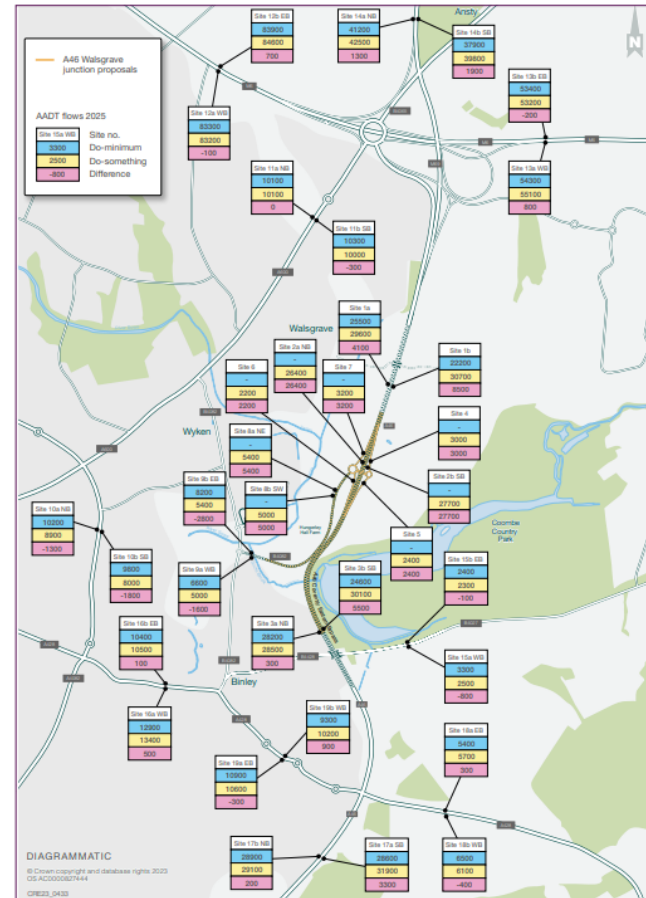 A46 Walsgrave
junction proposals
AADT flows 2025
Site 15a WB
Site no.
3300
Do-minimum
2500
Do-something
-800
Difference
Site 12b EB
83900
84600
700
Site 14a NB
41200
42500
1300
Ansty
Site 14b SB
37900
39800
1900
N
Site 12a WB
83300
83200
-100
Site 13b EB
53400
53200
-200
Site 11a NB
10100
10100
0
Site 13a WB
54300
55100
800
Site 11b SB
10300
10000
-300
Walsgrave
Site 1a
25500
29600
4100
Site 2a NB
-
26400
26400
Site 7
-
3200
3200
Site 1b
22200
30700
8500
Site 6
-
2200
2200
Wyken
Site 4
-
3000
3000
Site 8a NE
-
5400
5400
Site 9b EB
8200
5400
-2800
Site 8b SW
-
5000
5000
Site 2b SB
-
27700
27700
Coombe
Country
Park
Site 10a NB
10200
8900
-1300
Site 5
-
2400
2400
Site 10b SB
9800
8000
-1800
Site 9a WB
6600
5000
-1600
Site 3b SB
24600
30100
5500
Site 15b EB
2400
2300
-100
Site 16b EB
10400
10500
100
Site 3a NB
28200
28500
300
Site 15a WB
3300
2500
-800
Binley
Site 16a WB
12900
13400
500
Site 19b WB
9300
10200
900
Site 18a EB
5400
5700
300
Site 19a EB
10900
10600
-300
Site 17b NB
28900
29100
200
Site 17a SB
28600
31900
3300
Site 18b WB
6500
6100
-400
DIAGRAMMATIC
© Crown copyright and database rights 2023
OS AC0000827444
CRE23_0433